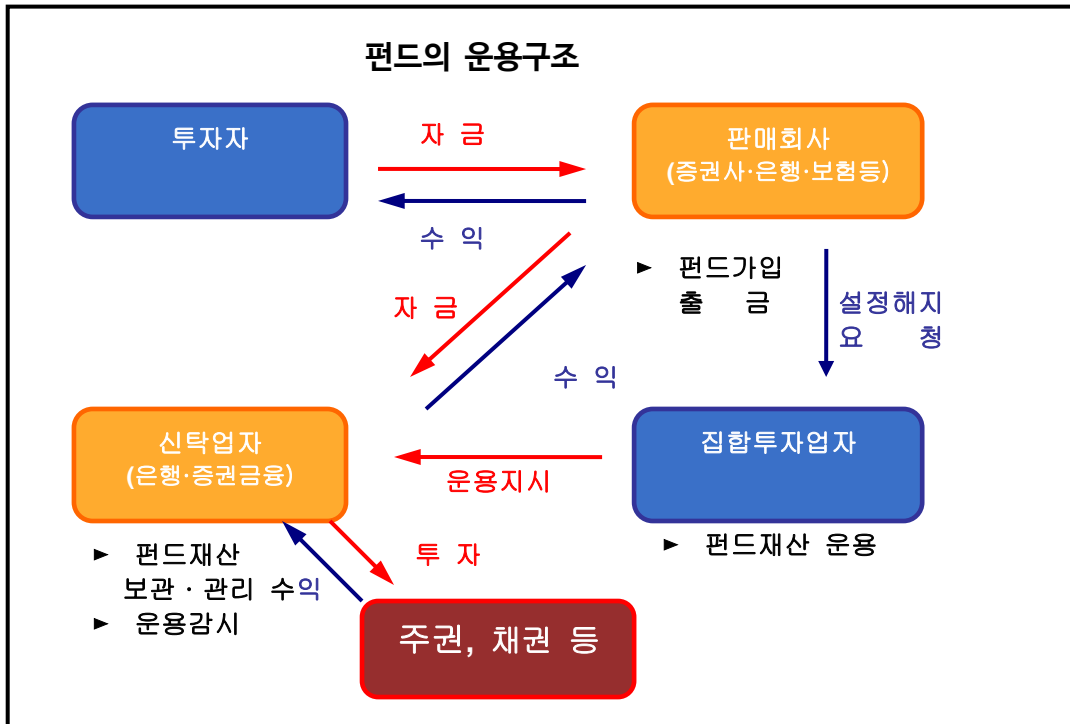 펀드의 운용구조
투자자
자 금
판매회사
(증권사·은행·보험등)
수 익
► 펀드가입
출 금
설정해지
요 청
자 금
수 익
신탁업자
(은행·증권금융)
집합투자업자
운용지시
► 펀드재산
보관 · 관리 수익
► 운용감시
투 자
► 펀드재산 운용
주권, 채권 등